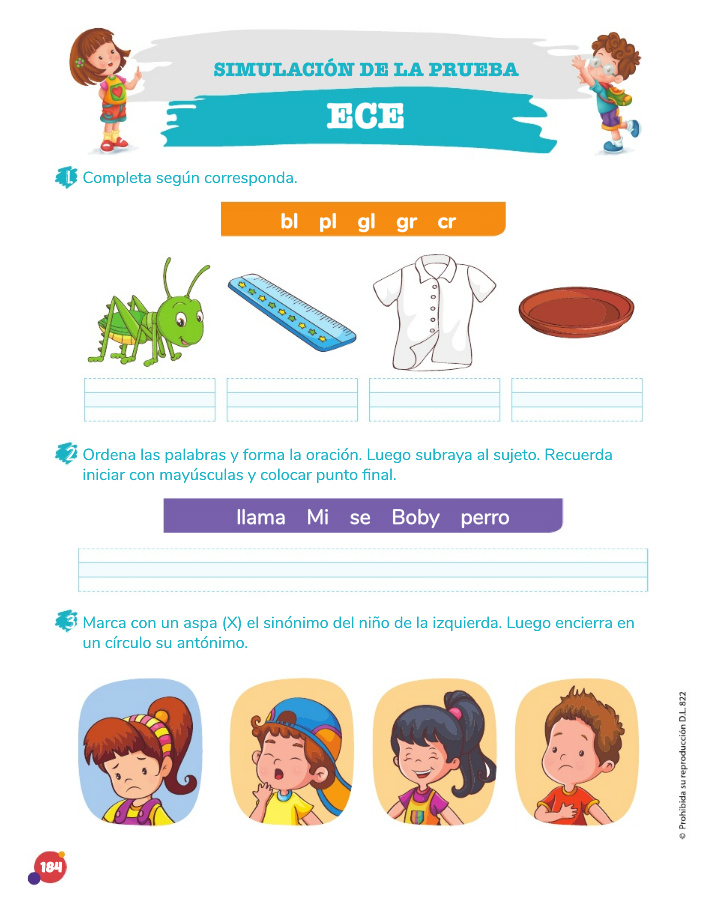 SIMULACIÓN DE LA PRUEBA
ECE
1 Completa según corresponda.
bl pl gl gr cr
2 Ordena las palabras y forma la oración. Luego subraya al sujeto. Recuerda
iniciar con mayúsculas y colocar punto final.
llama Mi se Boby perro
3 Marca con un aspa (X) el sinónimo del niño de la izquierda. Luego encierra en
un círculo su antónimo.
© Prohibida su reproducción D.L. 822
184